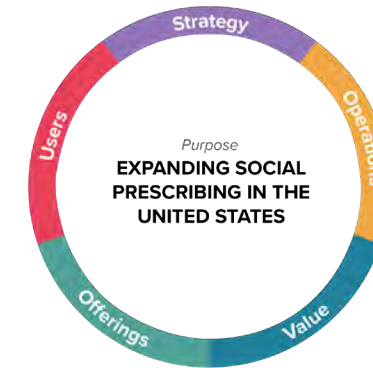 Strategy
Users
Operations
Purpose
EXPANDING SOCIAL
PRESCRIBING IN THE
UNITED STATES
Offerings
Value